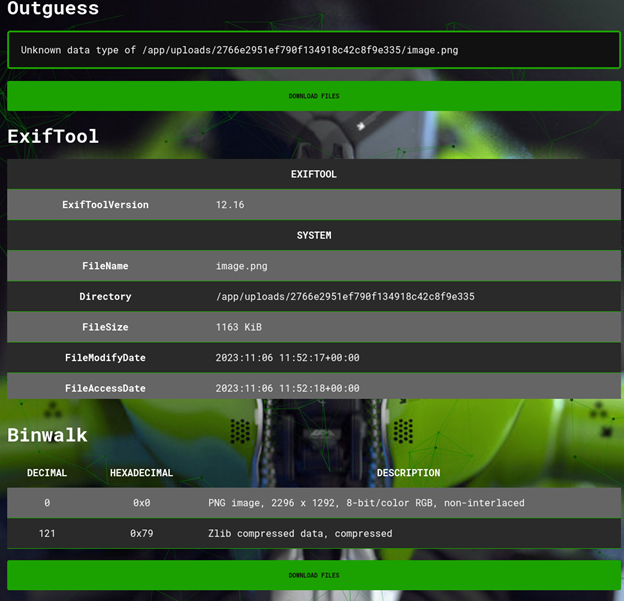 Outguess
Unknown data type of /app/uploads/2766e2951ef790f134918c42c8f9e335/image.png
DOWNLOAD FILES
ExifTool
EXIFTOOL
ExifToolVersion 12.16
SYSTEM
FileName image.png
Directory /app/uploads/2766e2951ef790f134918c42c8f9e335
FileSize 1163 KiB
FileModifyDate 2023:11:06 11:52:17+00:00
FileAccessDate 2023:11:06 11:52:18+00:00
Binwalk
DECIMAL HEXADECIMAL DESCRIPTION
0 0x0 PNG image, 2296 x 1292, 8-bit/color RGB, non-interlaced
121 0x79 Zlib compressed data, compressed
DOWNLOAD FILES